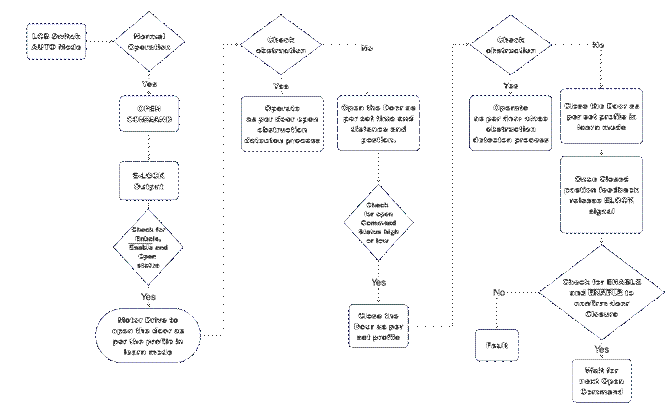 LCB Switch
AUTO Mode
Normal
Operation
Yes
OPEN
COMMAND
E-LOCK
Output
Check for
Enable,
Enable and
Open
status
Yes
Motor Drive to
open the door as
per the profile in
learn mode
Check
obstruction
No
Yes
Operate
as per door open
obstruction
detection process
Open the Door as
per set time and
distance and
position.
Check
for open
Command
Status high
or low
Yes
Close the
Door as per
set profile
Check
obstruction
No
Yes
Operate
as per door
obstruction
detection process
Close the Door as
per set profile in
learn mode
Closed
position feedback
release ELOCK
signal
Check for ENABLE
and ENABLE to
confirm door
Closure
No
Fault
Yes
Wait for
next Open
Command